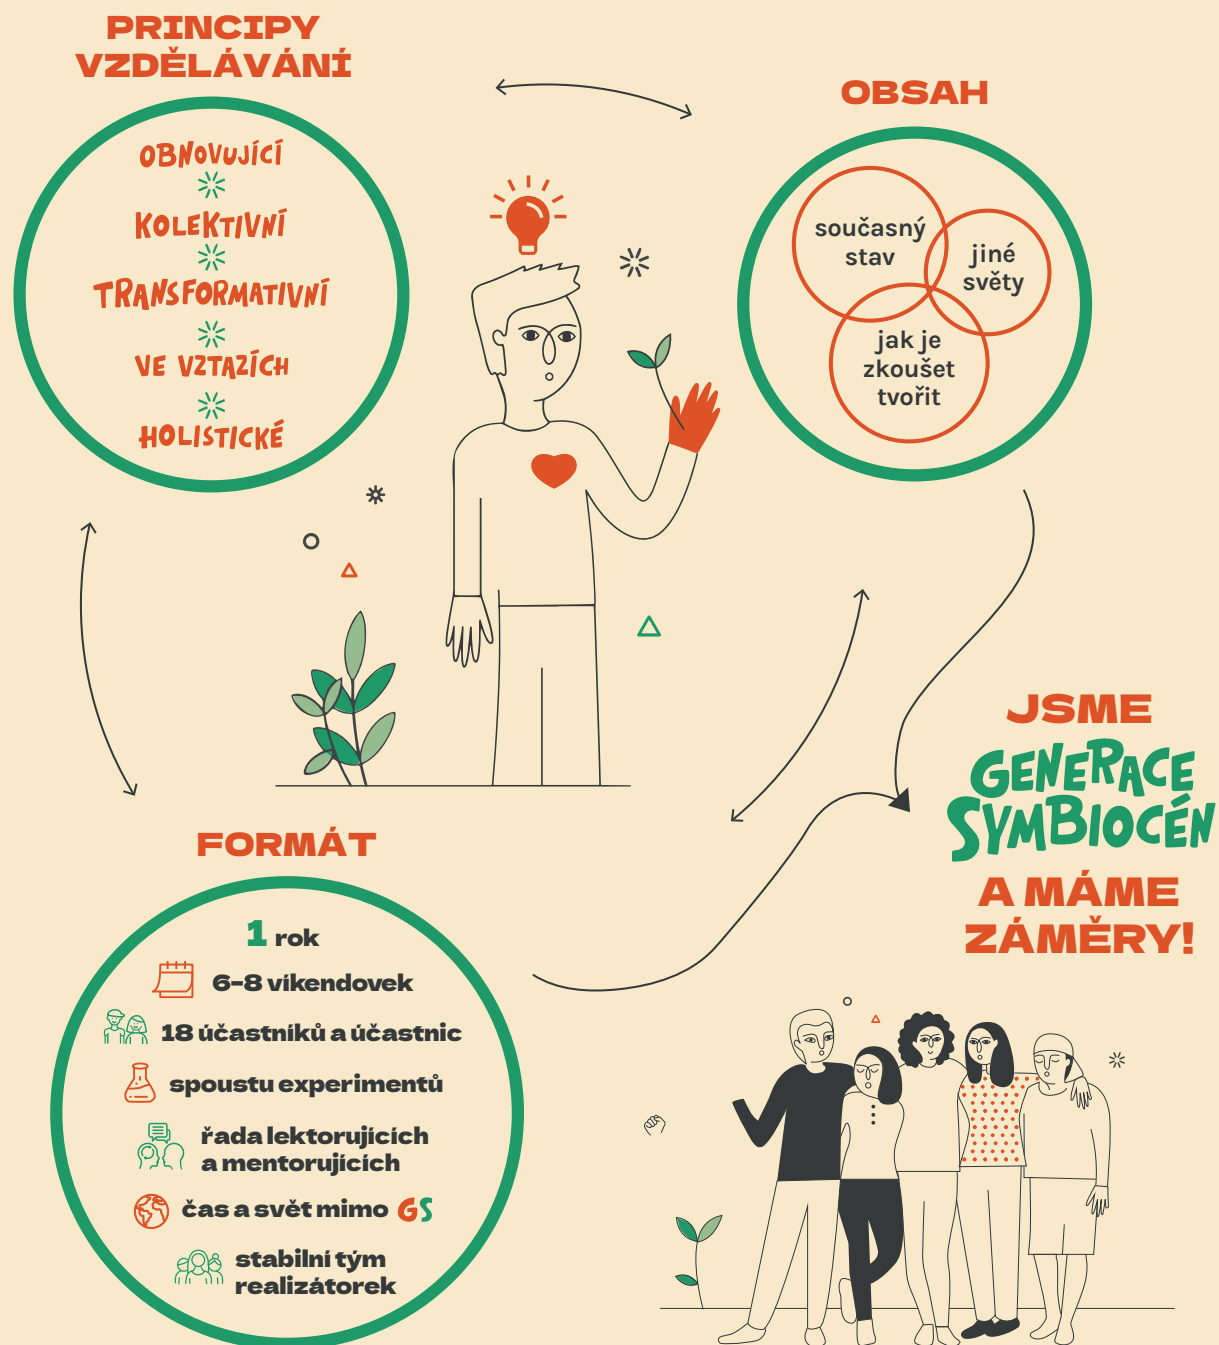 PRINCIPY
VZDĚLÁVÁNÍ
OBNOVUJÍCÍ
KOLEKTIVNÍ
TRANSFORMATIVNÍ
VE VZTAZÍCH
HOLISTICKÉ
OBSAH
současný
stav
jiné
světy
jak je
zkoušet
tvořit
JSME
GENERACE
SYMBIOCÉN
A MÁME
ZÁMĚRY!
FORMÁT
1 rok
6–8 víkendovek
18 účastníků a účastnic
spoustu experimentů
řada lektorujících
a mentorujících
čas a svět mimo GS
stabilní tým
realizátorek